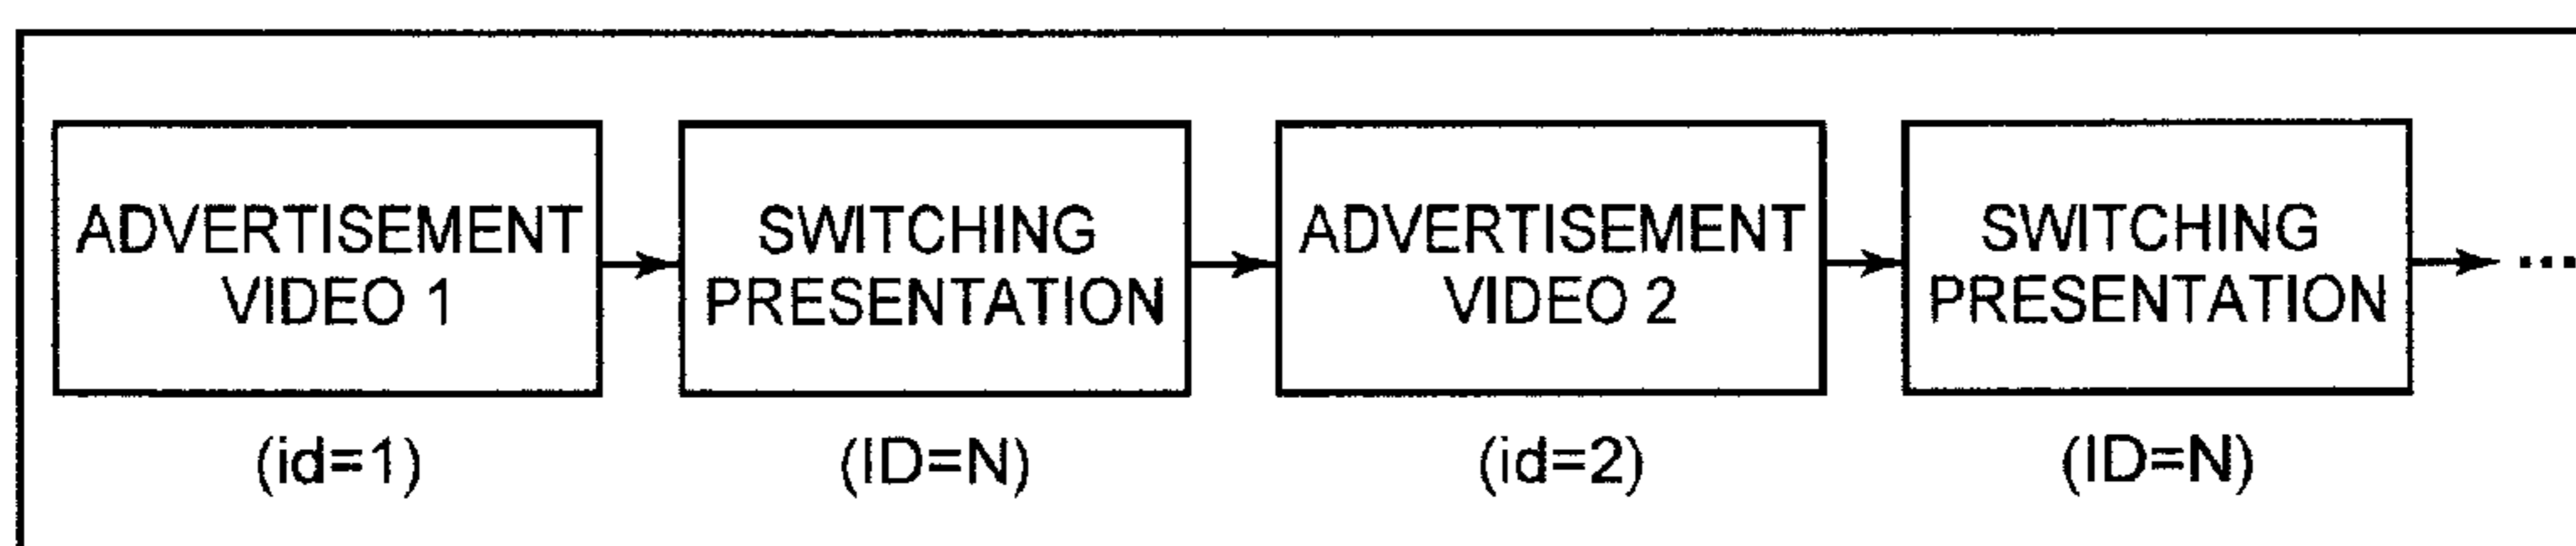 ADVERTISEMENT
VIDEO 1
(id=1)
SWITCHING
PRESENTATION
(ID=N)
ADVERTISEMENT
VIDEO 2
(id=2)
SWITCHING
PRESENTATION
(ID=N)
...